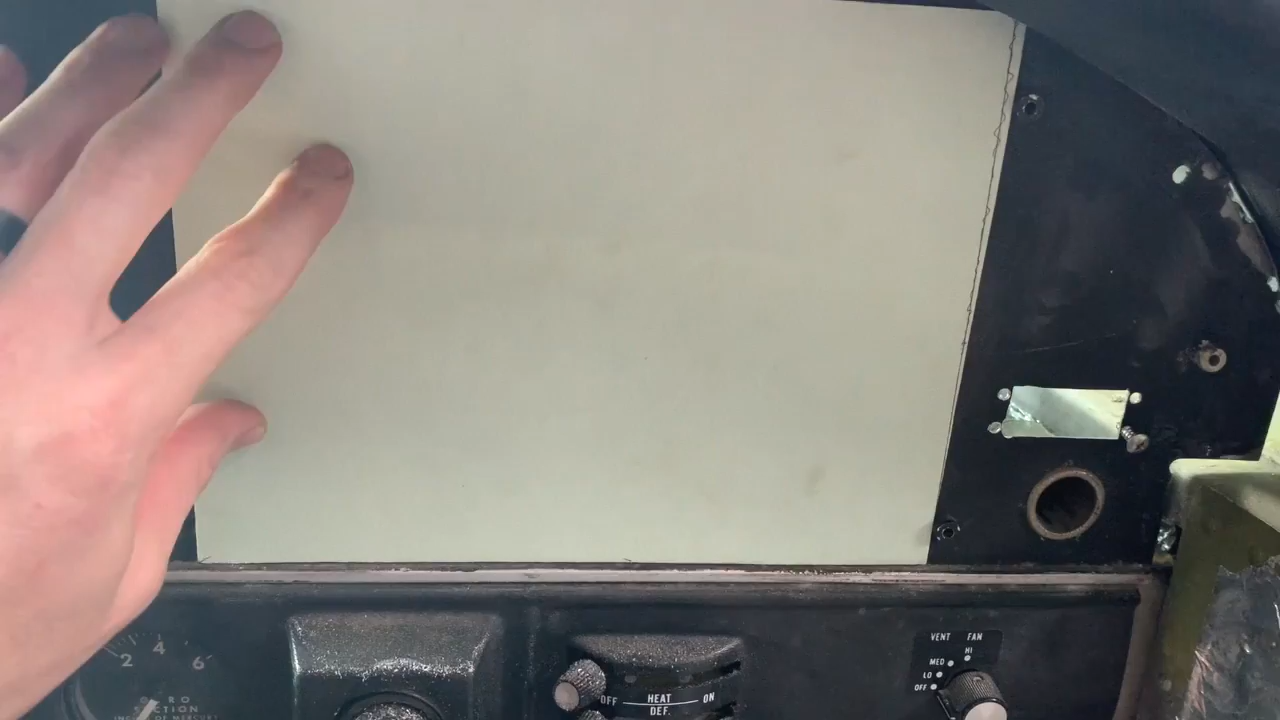 VENT FAN
HI
MED
LO
OFF
OFF HEAT ON
DEF.
2 4 6